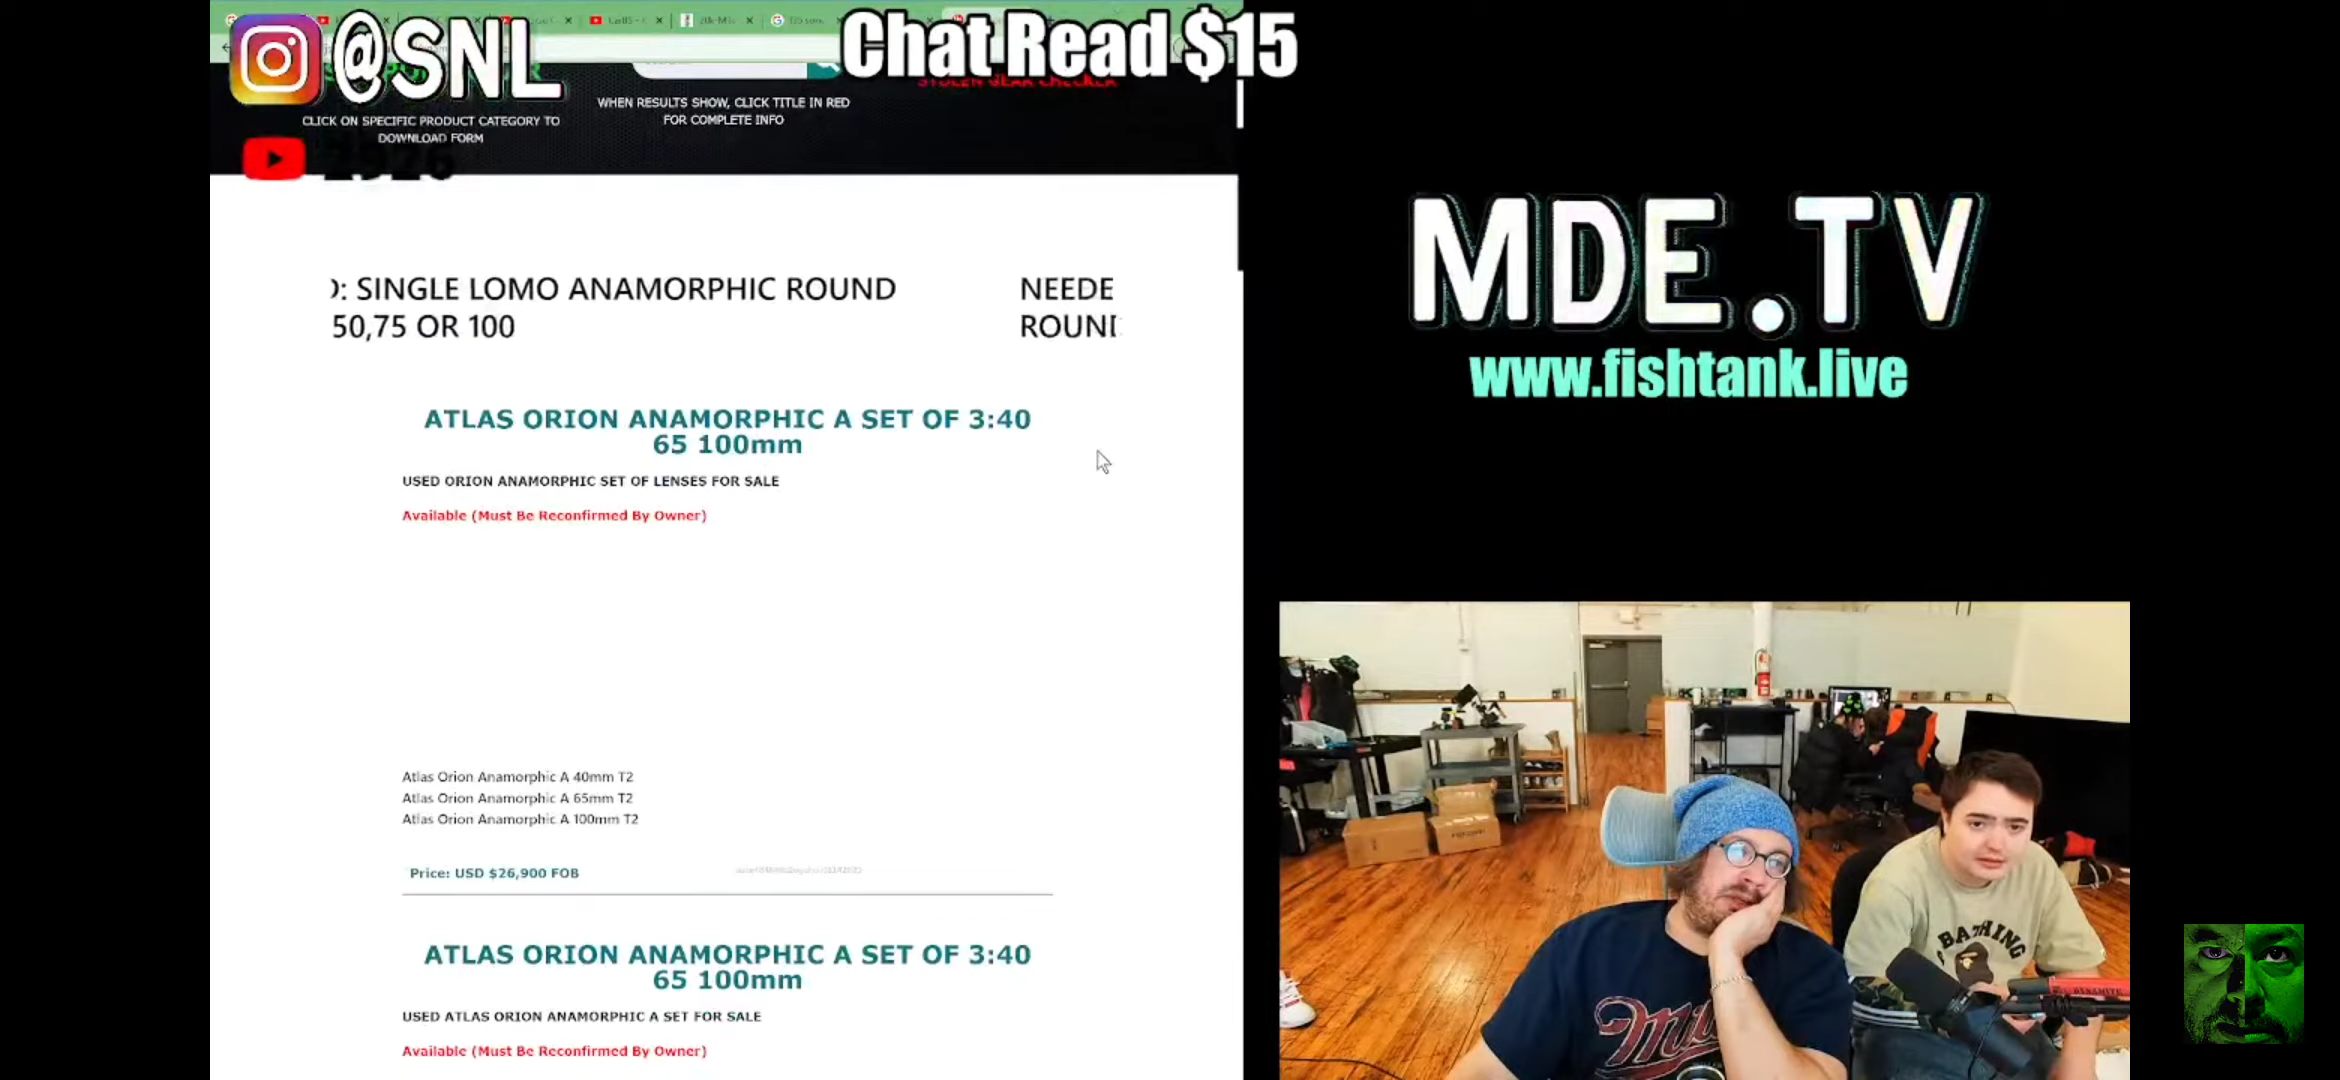 @SNL
Chat Read $15
CLICK ON SPECIFIC PRODUCT CATEGORY TO
DOWNLOAD FORM
WHEN RESULTS SHOW, CLICK TITLE IN RED
FOR COMPLETE INFO
2926
: SINGLE LOMO ANAMORPHIC ROUND
50,75 OR 100
NEEDE
ROUND
ATLAS ORION ANAMORPHIC A SET OF 3:40
65 100mm
USED ORION ANAMORPHIC SET OF LENSES FOR SALE
Available (Must Be Reconfirmed By Owner)
Atlas Orion Anamorphic A 40mm T2
Atlas Orion Anamorphic A 65mm T2
Atlas Orion Anamorphic A 100mm T2
Price: USD $26,900 FOB
ATLAS ORION ANAMORPHIC A SET OF 3:40
65 100mm
USED ATLAS ORION ANAMORPHIC A SET FOR SALE
Available (Must Be Reconfirmed By Owner)
MDE.TV
www.fishtank.live
BATHING
DYNAMITE